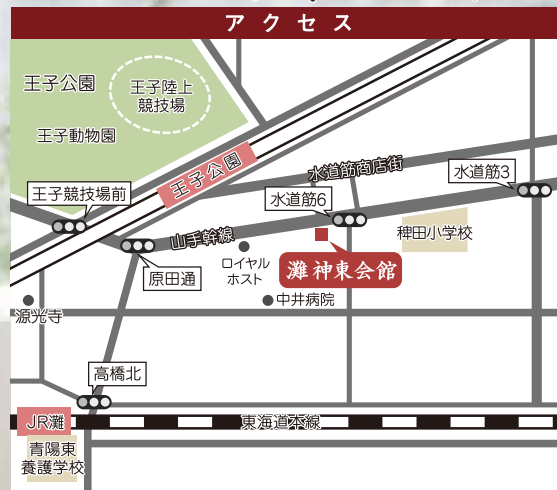 アクセス
王子公園
王子陸上
競技場
王子動物園
王子公園
水道筋商店街
水道筋3
王子競技場前
水道筋6
山手幹線
稗田小学校
原田通
ロイヤル
ホスト
灘神東会館
中井病院
源光寺
高橋北
JR灘
東海道本線
青陽東
養護学校